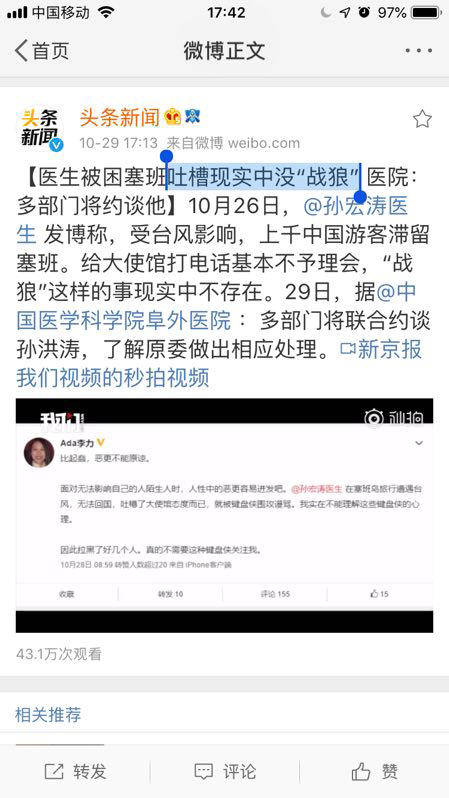 中国移动
17:42
97%
首页
微博正文
头条新闻
头条
新闻
10-29 17:13 来自微博 weibo.com
【医生被困塞班吐槽现实中没“战狼” 医院：
多部门将约谈他】10月26日，@孙宏涛医
生 发博称，受台风影响，上千中国游客滞留
塞班。给大使馆打电话基本不予理会，“战
狼”这样的事现实中不存在。29日，据@中
国医学科学院阜外医院 ：多部门将联合约谈
孙洪涛，了解原委做出相应处理。新京报
我们视频的秒拍视频
我们
秒拍
Ada李力
比起蠢，恶更不能原谅。
面对无法影响自己的人陌生人时，人性中的恶更容易迸发吧。@孙宏涛医生 在塞班岛旅行遭遇台
风，无法回国，吐槽了大使馆态度而已，就被键盘侠围攻谩骂。我实在不能理解这些键盘侠的心
理。
因此拉黑了好几个人。真的不需要这种键盘侠关注我。
10月28日 08:59 转赞人数超过20 来自 iPhone客户端
收藏
转发 10
评论 155
15
43.1万次观看
相关推荐
转发
评论
赞